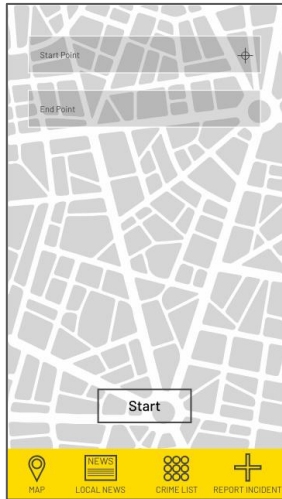 Start Point
End Point
Start
NEWS
MAP
LOCAL NEWS
CRIME LIST
REPORT INCIDENT